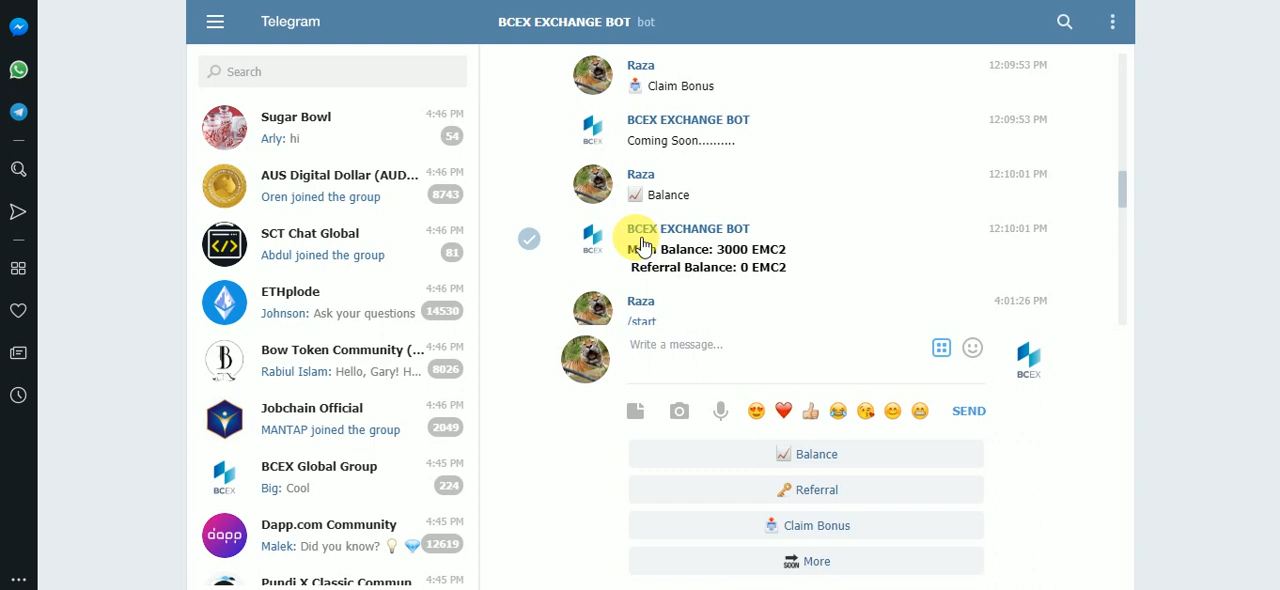 Telegram
BCEX EXCHANGE BOT bot
Search
Sugar Bowl 4:46 PM
Arly: hi 54
AUS Digital Dollar (AUD... 4:46 PM
Oren joined the group 8743
SCT Chat Global 4:46 PM
Abdul joined the group 81
ETHplode 4:46 PM
Johnson: Ask your questions 14530
Bow Token Community (... 4:46 PM
Rabiul Islam: Hello, Gary! H... 8026
Jobchain Official 4:46 PM
MANTAP joined the group 2049
BCEX Global Group 4:45 PM
Big: Cool 224
BCEX
Dapp.com Community 4:45 PM
Malek: Did you know? 12619
dapp
Pundi X Classic Commun 4:45 PM
Raza 12:09:53 PM
Claim Bonus
BCEX EXCHANGE BOT 12:09:53 PM
Coming Soon..........
BCEX
Raza 12:10:01 PM
Balance
BCEX EXCHANGE BOT 12:10:01 PM
Balance: 3000 EMC2
BCEX
Referral Balance: 0 EMC2
Raza 4:01:26 PM
/start
Write a message...
BCEX
SEND
Balance
Referral
Claim Bonus
SOON More